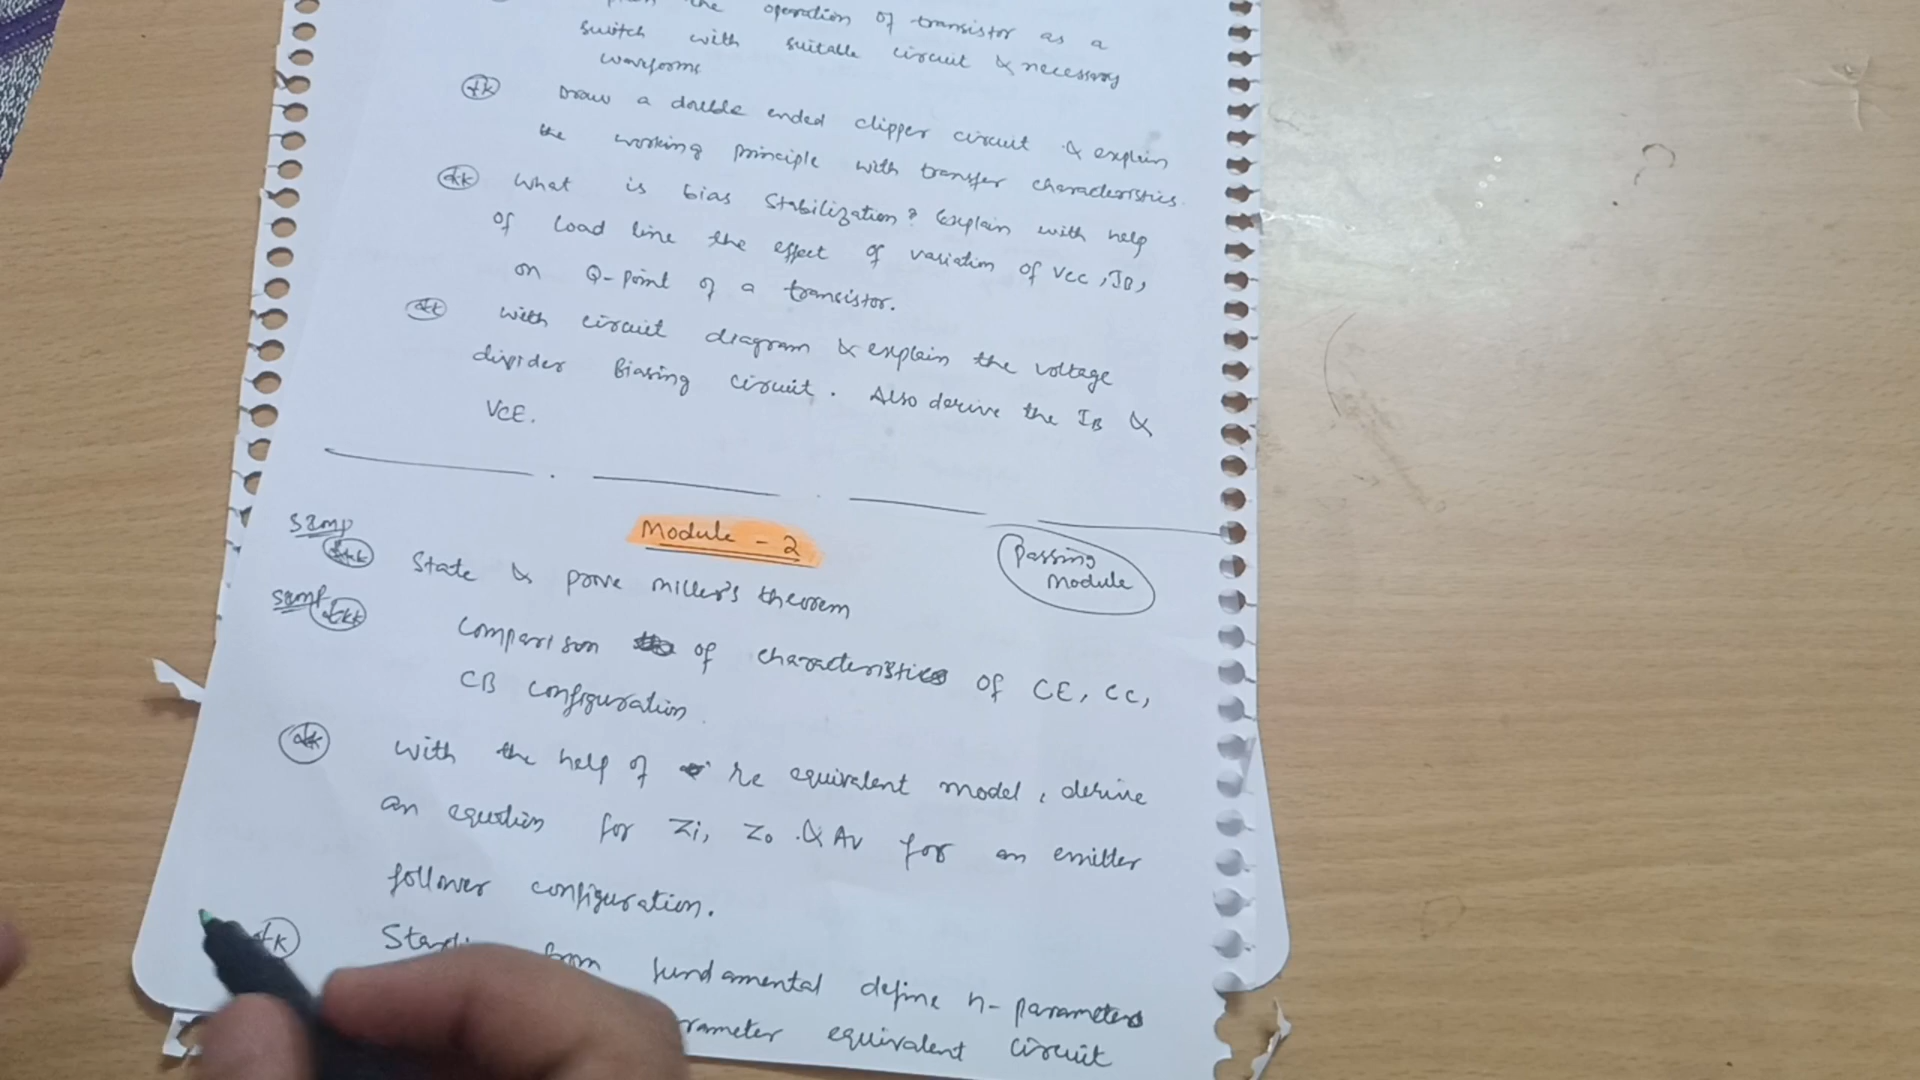 the operation of transistor as a
switch with suitable circuit & necessary
waveforms
Draw a double ended clipper circuit & explain
the working principle with transfer characteristics.
What is bias stabilization? Explain with help
of load line the effect of variation of VCC, IB,
on Q-point of a transistor.
with circuit diagram & explain the voltage
divider Biasing circuit. Also derive the IB &
VCE.
Module - 2
Passing
Module
State & prove miller's theorem
comparison of characteristics of CE, CC,
CB configuration.
with the help of re equivalent model, derive
an equation for Zi, Zo & Av for an emitter
follower configuration.
from fundamental define h-parameters
equivalent circuit